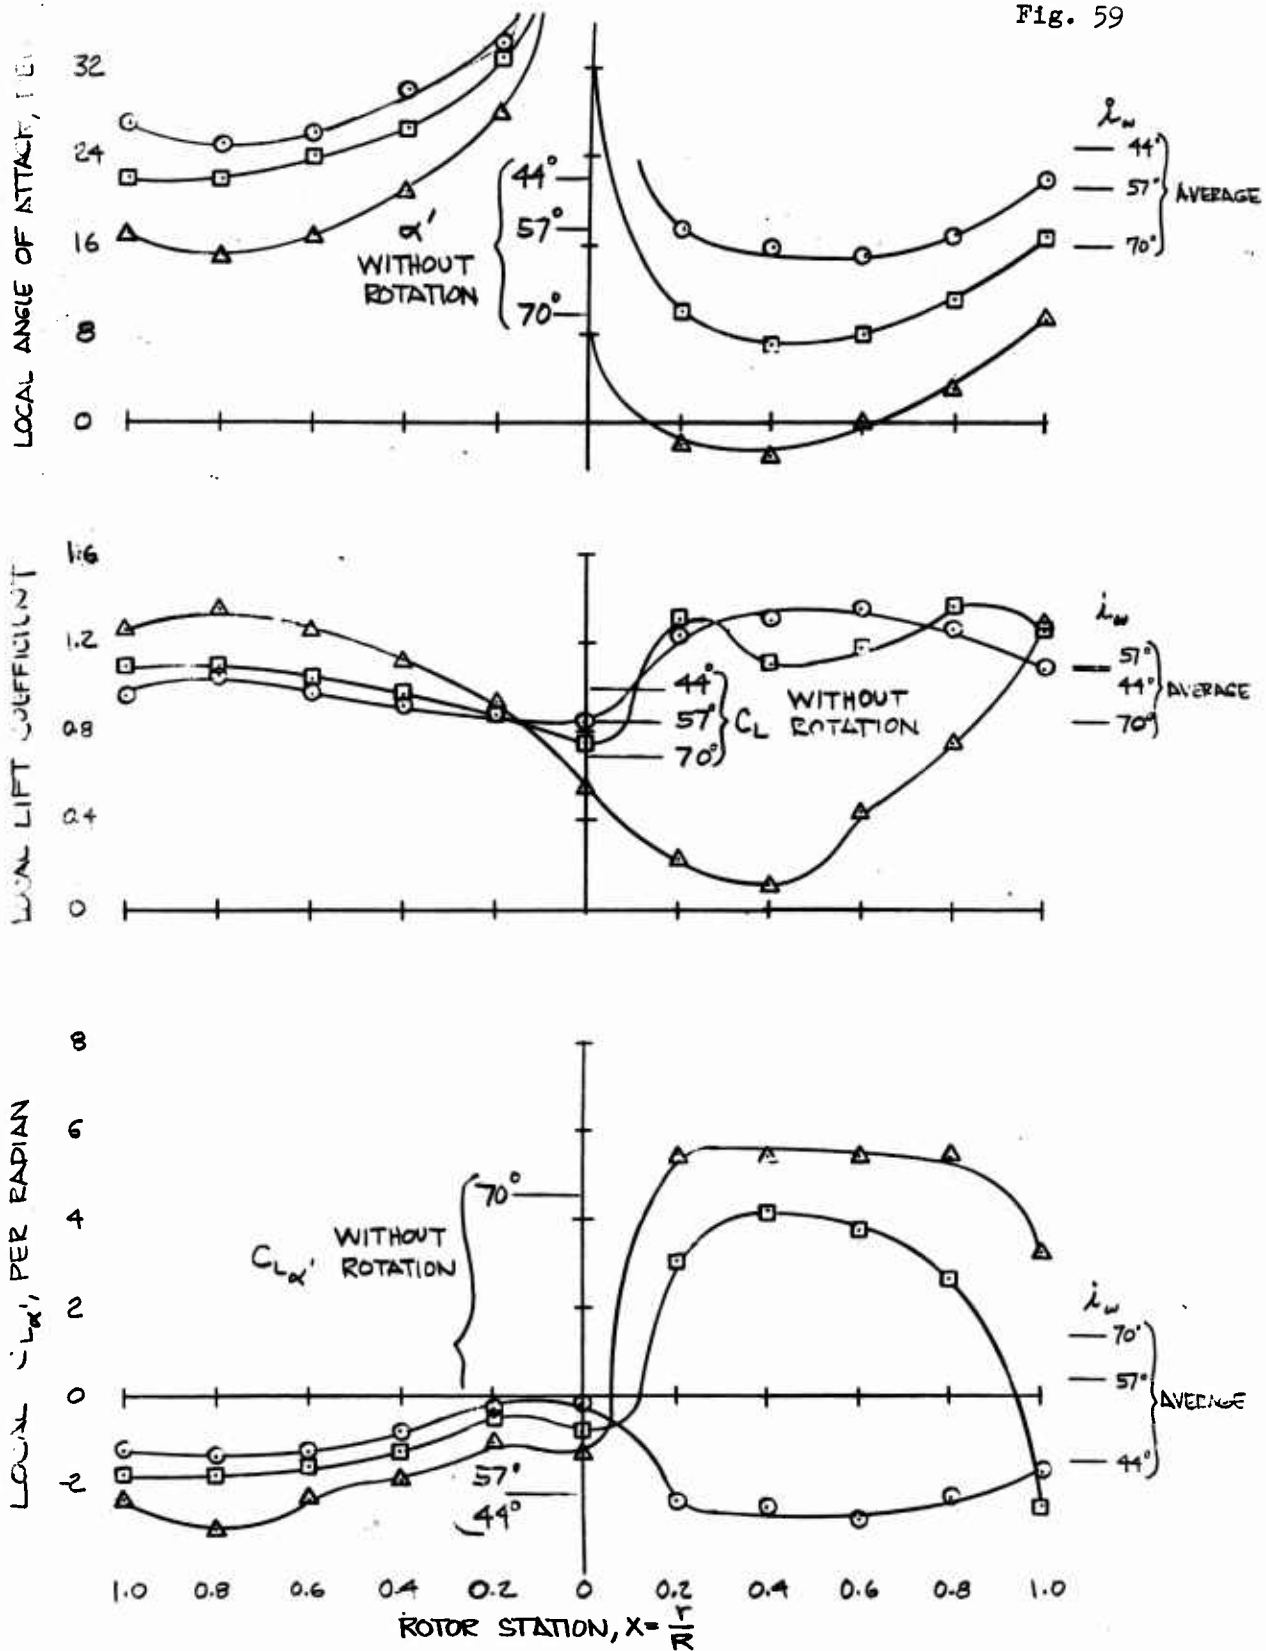 Fig. 59
LOCAL ANGLE OF ATTACK,
32
24
16
8
0
α'
WITHOUT
ROTATION
44°
57°
70°
i_w
44°
57°
70°
AVERAGE
LOCAL LIFT COEFFICIENT
1.6
1.2
0.8
0.4
0
44°
57°
70°
C_L
WITHOUT
ROTATION
i_w
57°
44°
70°
AVERAGE
LOCAL C_Lα', PER RADIAN
8
6
4
2
0
-2
C_Lα'
WITHOUT
ROTATION
70°
57°
44°
i_w
70°
57°
44°
AVERAGE
1.0 0.8 0.6 0.4 0.2 0 0.2 0.4 0.6 0.8 1.0
ROTOR STATION, X = r/R